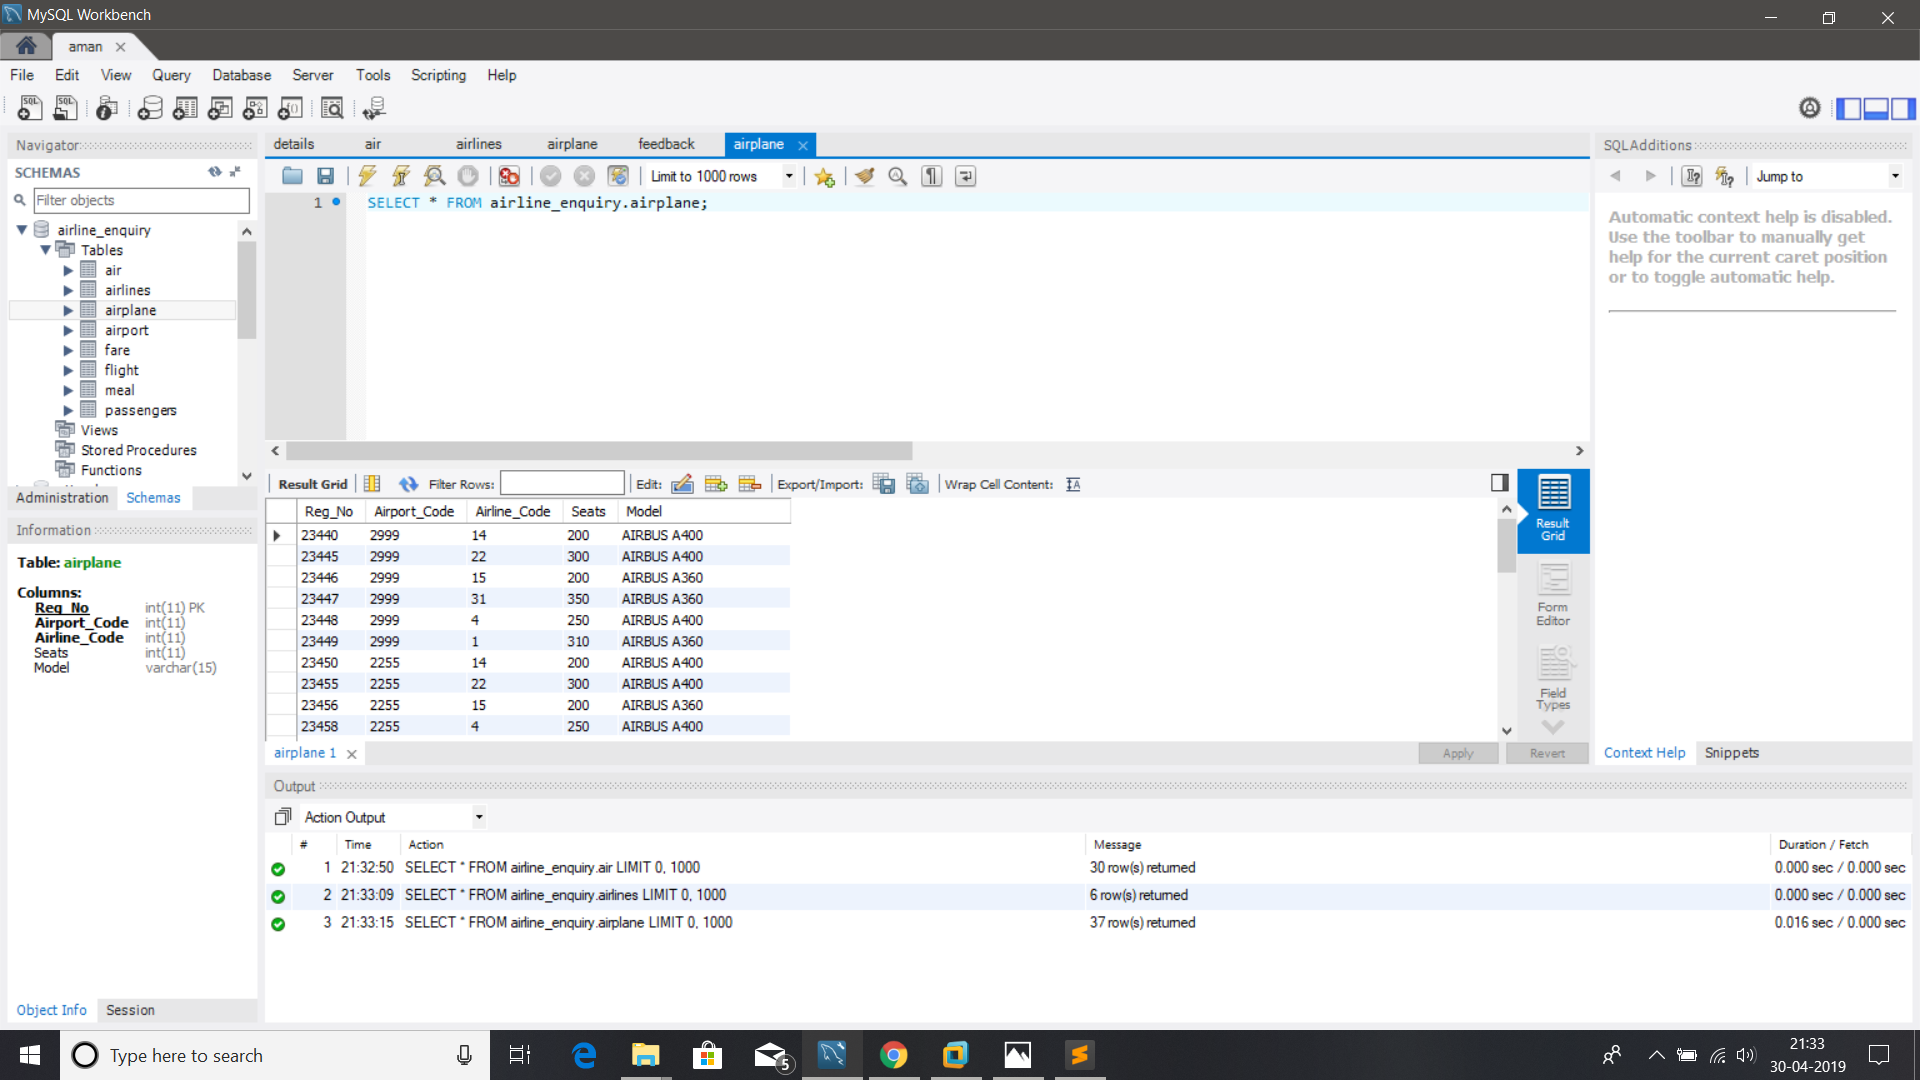 MySQL Workbench
aman
File Edit View Query Database Server Tools Scripting Help
Navigator
SCHEMAS
Filter objects
airline_enquiry
Tables
air
airlines
airplane
airport
fare
flight
meal
passengers
Views
Stored Procedures
Functions
Administration Schemas
Information
Table: airplane
Columns:
Reg_No int(11) PK
Airport_Code int(11)
Airline_Code int(11)
Seats int(11)
Model varchar(15)
Object Info Session
details air airlines airplane feedback airplane
Limit to 1000 rows
1 SELECT * FROM airline_enquiry.airplane;
Result Grid Filter Rows: Edit: Export/Import: Wrap Cell Content:
Reg_No Airport_Code Airline_Code Seats Model
23440 2999 14 200 AIRBUS A400
23445 2999 22 300 AIRBUS A400
23446 2999 15 200 AIRBUS A360
23447 2999 31 350 AIRBUS A360
23448 2999 4 250 AIRBUS A400
23449 2999 1 310 AIRBUS A360
23450 2255 14 200 AIRBUS A400
23455 2255 22 300 AIRBUS A400
23456 2255 15 200 AIRBUS A360
23458 2255 4 250 AIRBUS A400
Result
Grid
Form
Editor
Field
Types
airplane 1
Apply Revert
SQLAdditions
Jump to
Automatic context help is disabled.
Use the toolbar to manually get
help for the current caret position
or to toggle automatic help.
Context Help Snippets
Output
Action Output
# Time Action Message Duration / Fetch
1 21:32:50 SELECT * FROM airline_enquiry.air LIMIT 0, 1000 30 row(s) returned 0.000 sec / 0.000 sec
2 21:33:09 SELECT * FROM airline_enquiry.airlines LIMIT 0, 1000 6 row(s) returned 0.000 sec / 0.000 sec
3 21:33:15 SELECT * FROM airline_enquiry.airplane LIMIT 0, 1000 37 row(s) returned 0.016 sec / 0.000 sec
Type here to search
5
21:33
30-04-2019